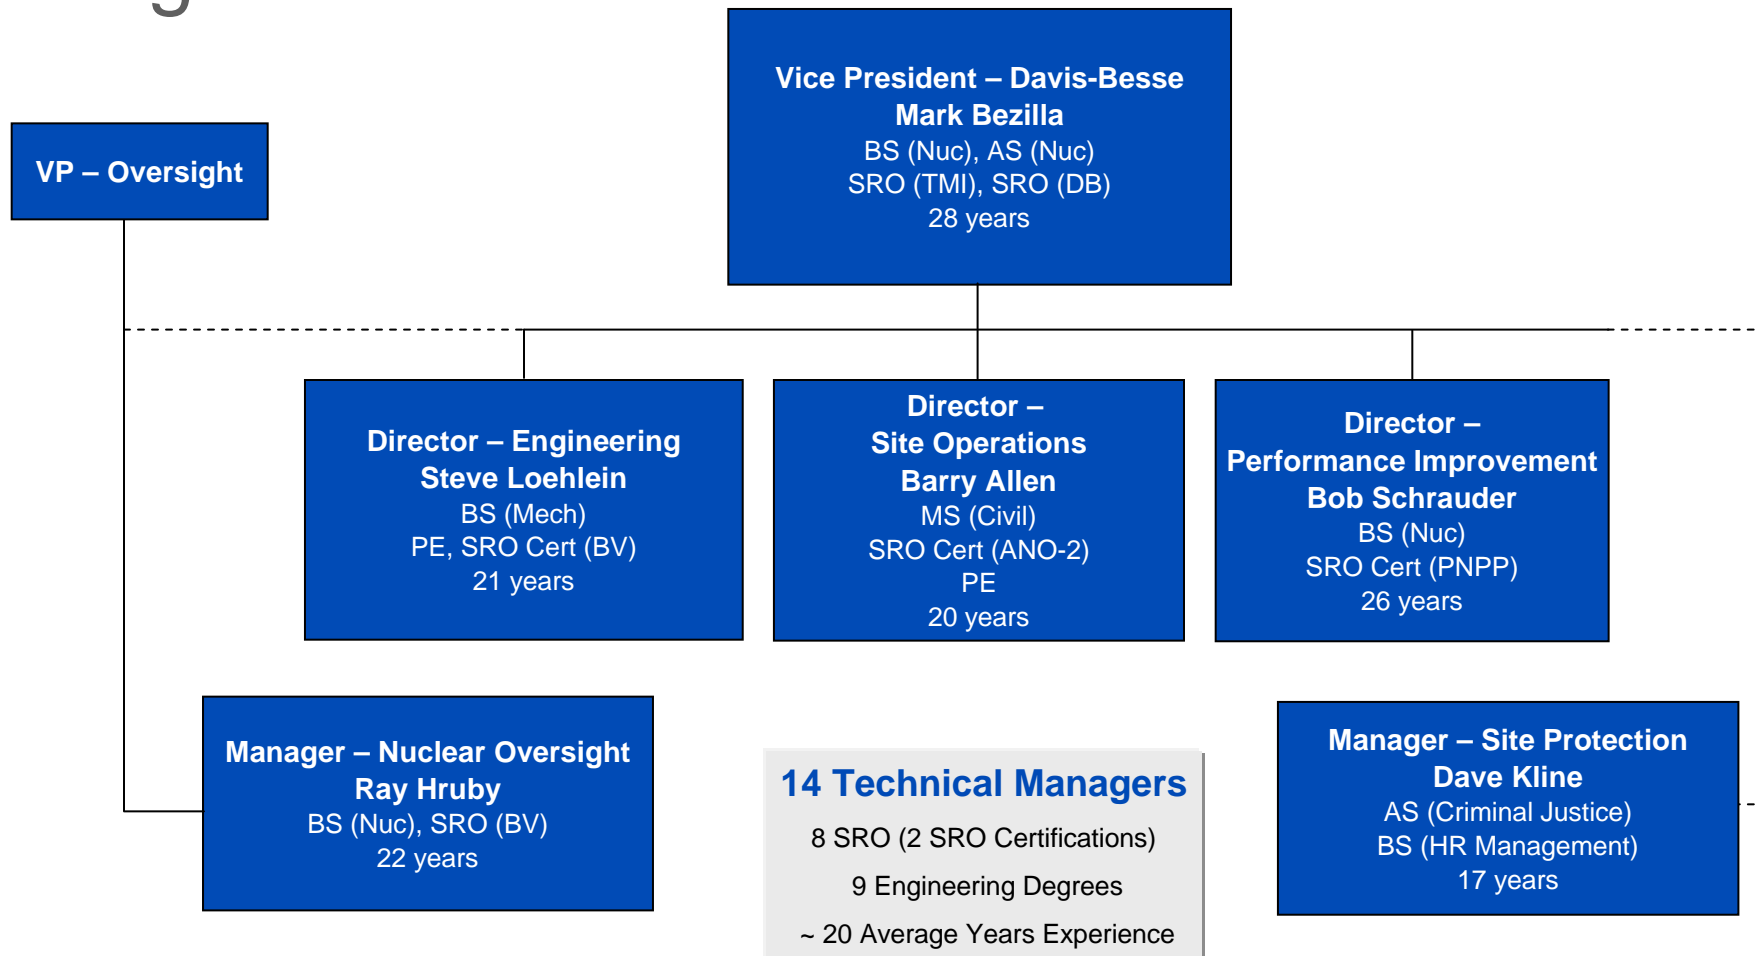 VP – Oversight
Vice President – Davis-Besse
Mark Bezilla
BS (Nuc), AS (Nuc)
SRO (TMI), SRO (DB)
28 years
Director – Engineering
Steve Loehlein
BS (Mech)
PE, SRO Cert (BV)
21 years
Director –
Site Operations
Barry Allen
MS (Civil)
SRO Cert (ANO-2)
PE
20 years
Director –
Performance Improvement
Bob Schrauder
BS (Nuc)
SRO Cert (PNPP)
26 years
Manager – Nuclear Oversight
Ray Hruby
BS (Nuc), SRO (BV)
22 years
14 Technical Managers
8 SRO (2 SRO Certifications)
9 Engineering Degrees
~ 20 Average Years Experience
Manager – Site Protection
Dave Kline
AS (Criminal Justice)
BS (HR Management)
17 years